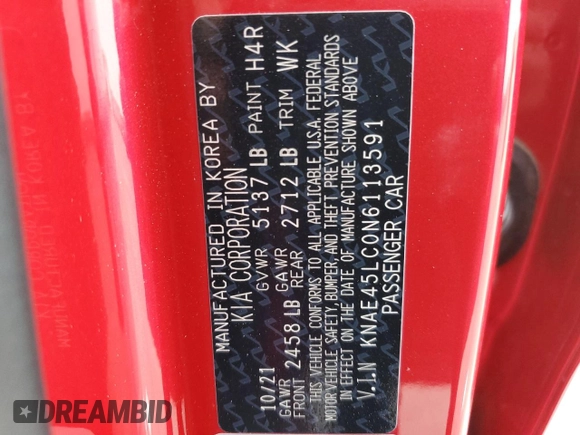 MANUFACTURED IN KOREA BY
KIA CORPORATION
10/21 GVWR 5137 LB PAINT H4R
GAWR FRONT 2458 LB GAWR REAR 2712 LB TRIM WK
THIS VEHICLE CONFORMS TO ALL APPLICABLE U.S.A. FEDERAL
MOTOR VEHICLE SAFETY, BUMPER, AND THEFT PREVENTION STANDARDS
IN EFFECT ON THE DATE OF MANUFACTURE SHOWN ABOVE
V.I.N KNAE45LC0N6113591
PASSENGER CAR
DREAMBID